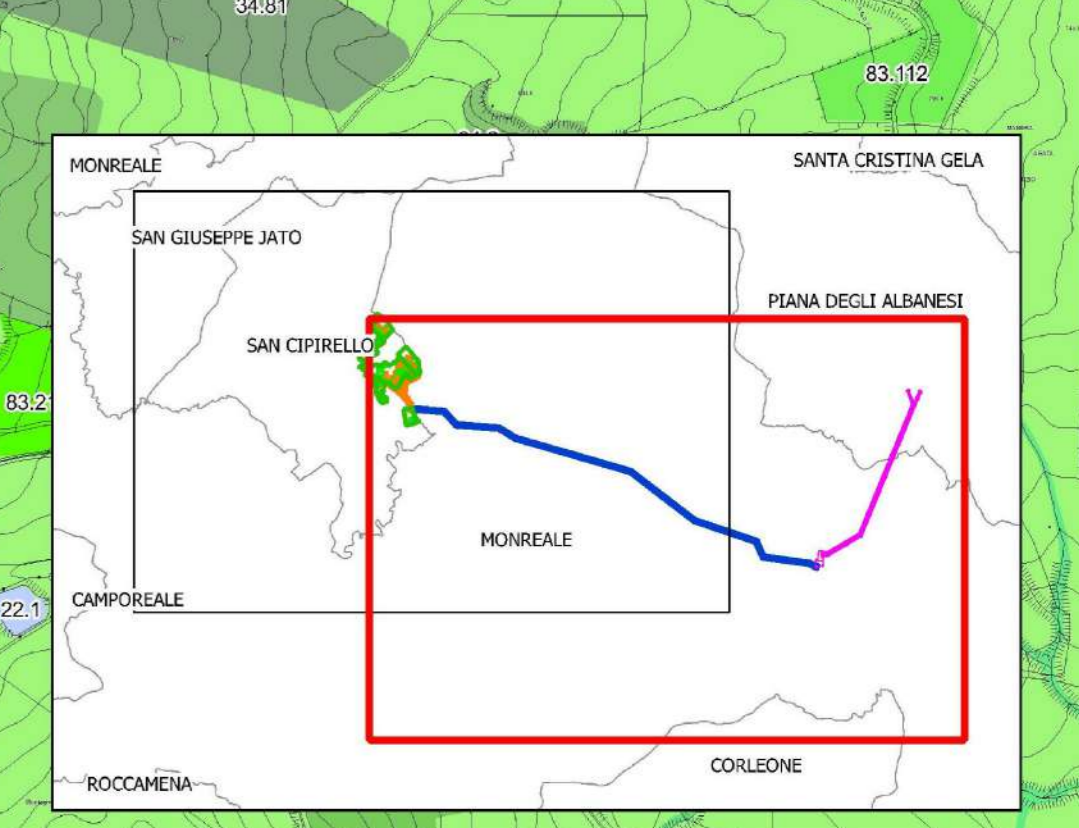 34.81
83.112
MONREALE
SANTA CRISTINA GELA
SAN GIUSEPPE JATO
PIANA DEGLI ALBANESI
SAN CIPIRELLO
83.2
MONREALE
CAMPOREALE
22.1
CORLEONE
ROCCAMENA